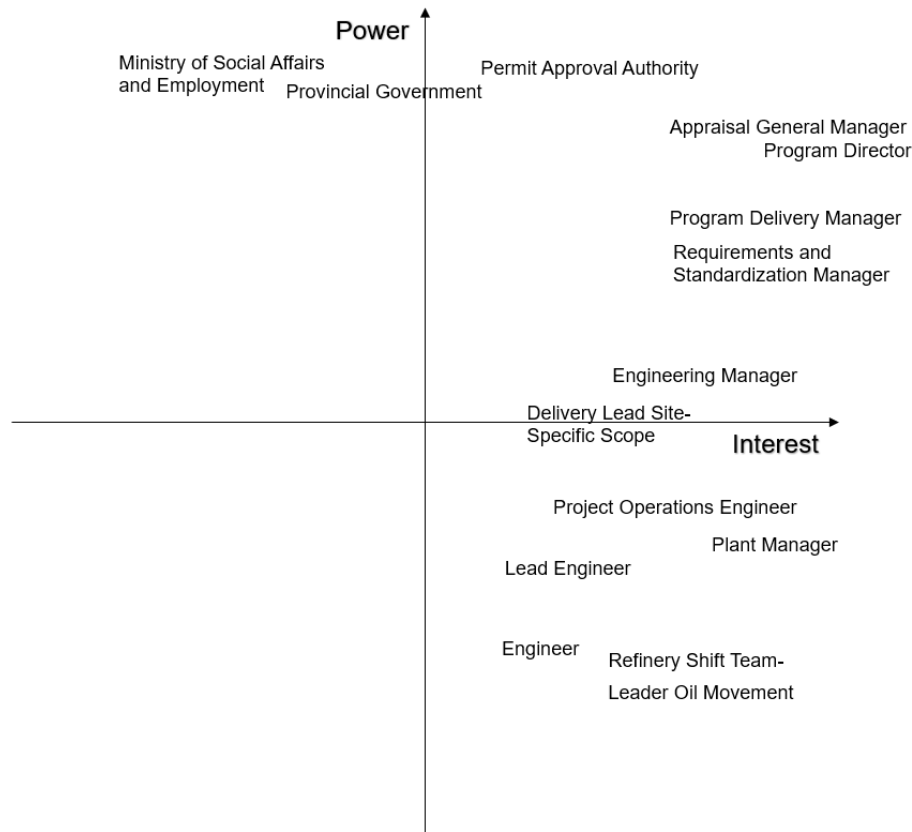 Power
Ministry of Social Affairs
and Employment
Provincial Government
Permit Approval Authority
Appraisal General Manager
Program Director
Program Delivery Manager
Requirements and
Standardization Manager
Engineering Manager
Delivery Lead Site-
Specific Scope
Interest
Project Operations Engineer
Plant Manager
Lead Engineer
Engineer
Refinery Shift Team-
Leader Oil Movement